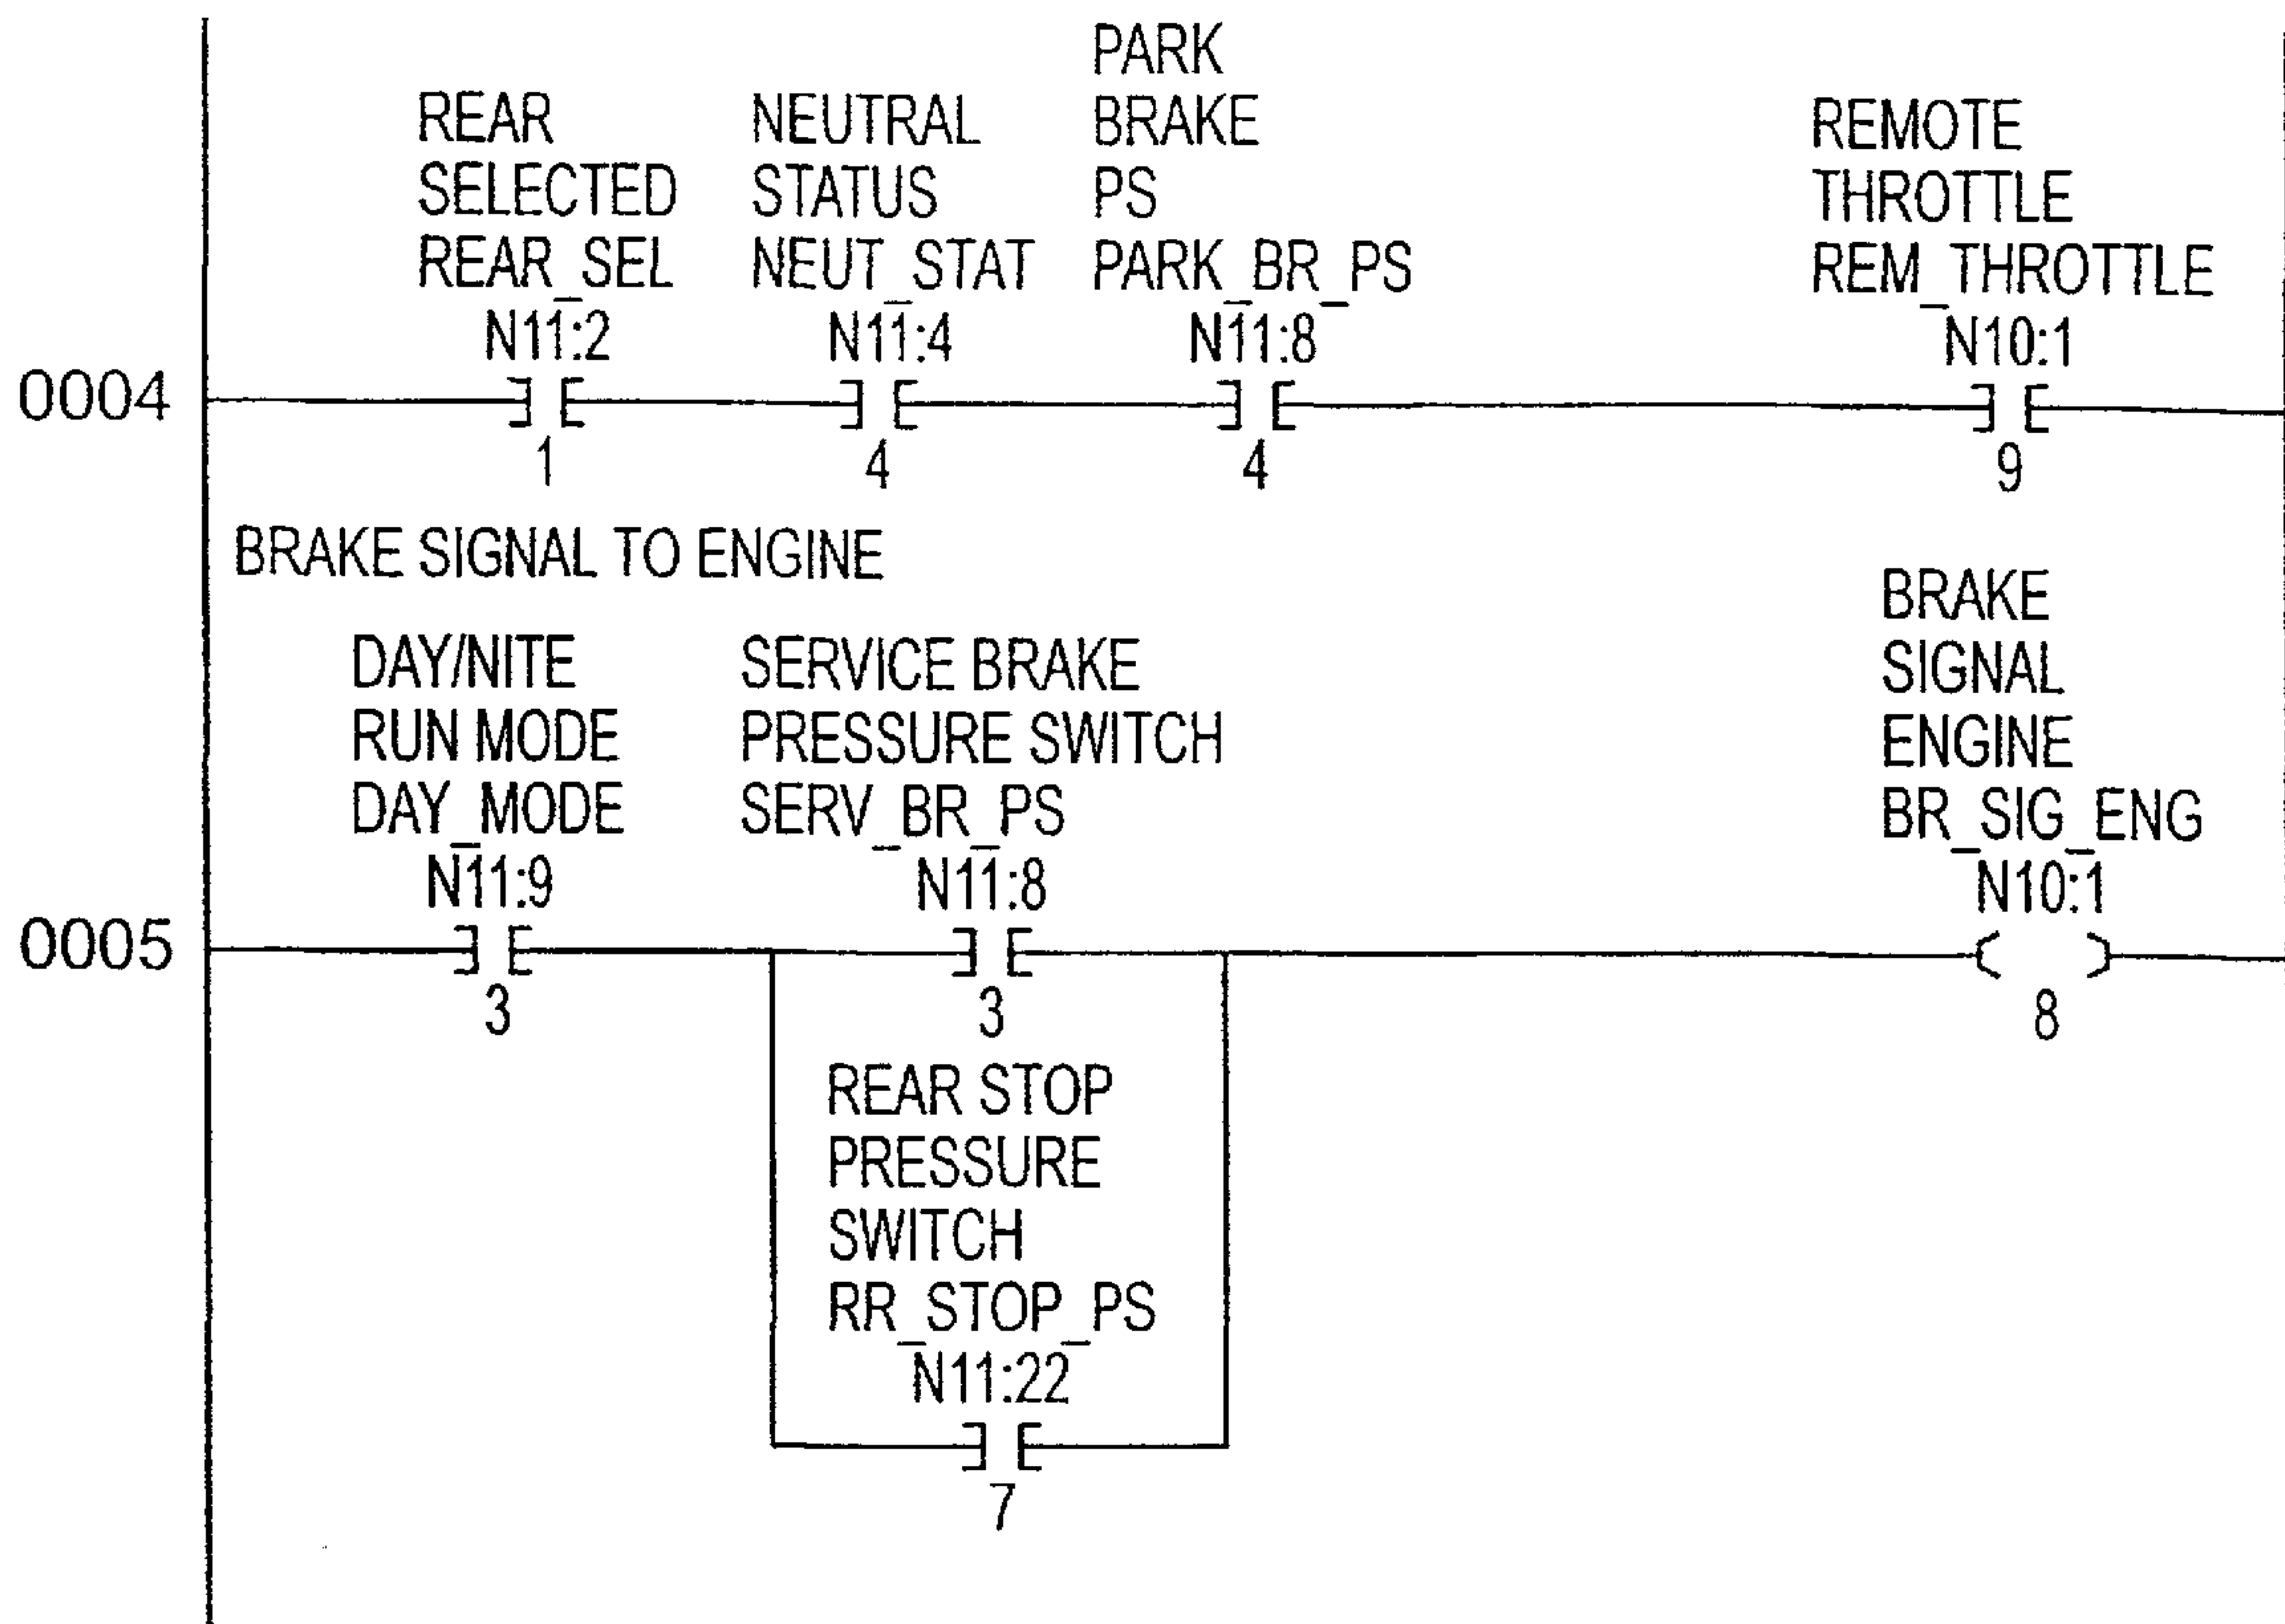 PARK
REAR NEUTRAL BRAKE REMOTE
SELECTED STATUS PS THROTTLE
REAR_SEL NEUT_STAT PARK_BR_PS REM_THROTTLE
N11:2 N11:4 N11:8 N10:1
0004
1 4 4 9
BRAKE SIGNAL TO ENGINE
BRAKE
DAY/NITE SERVICE BRAKE SIGNAL
RUN MODE PRESSURE SWITCH ENGINE
DAY_MODE SERV_BR_PS BR_SIG_ENG
N11:9 N11:8 N10:1
0005
3 3 8
REAR STOP
PRESSURE
SWITCH
RR_STOP_PS
N11:22
7